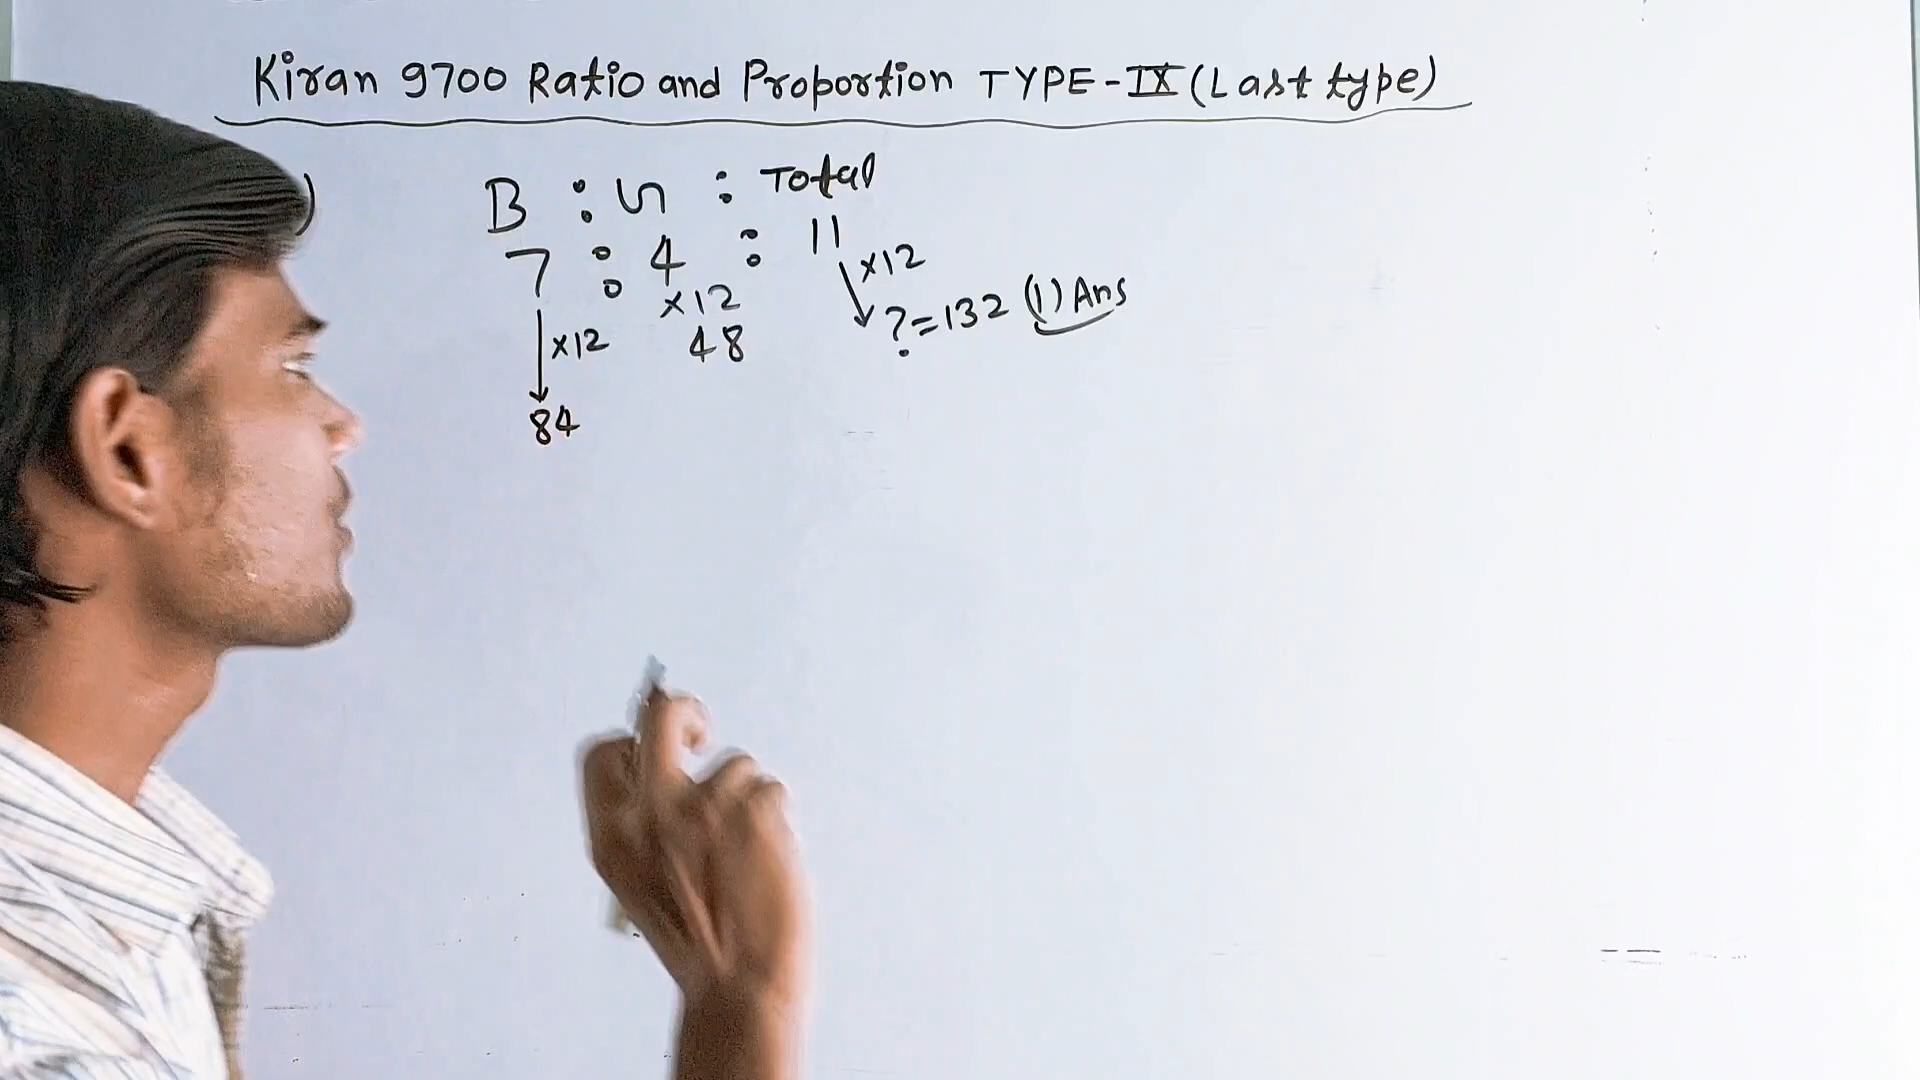 Kiran 9700 Ratio and Proportion TYPE-IX (Last type)
)
B : G : Total
7 : 4 : 11
×12 ×12
×12 48 ?=132 (1) Ans
84